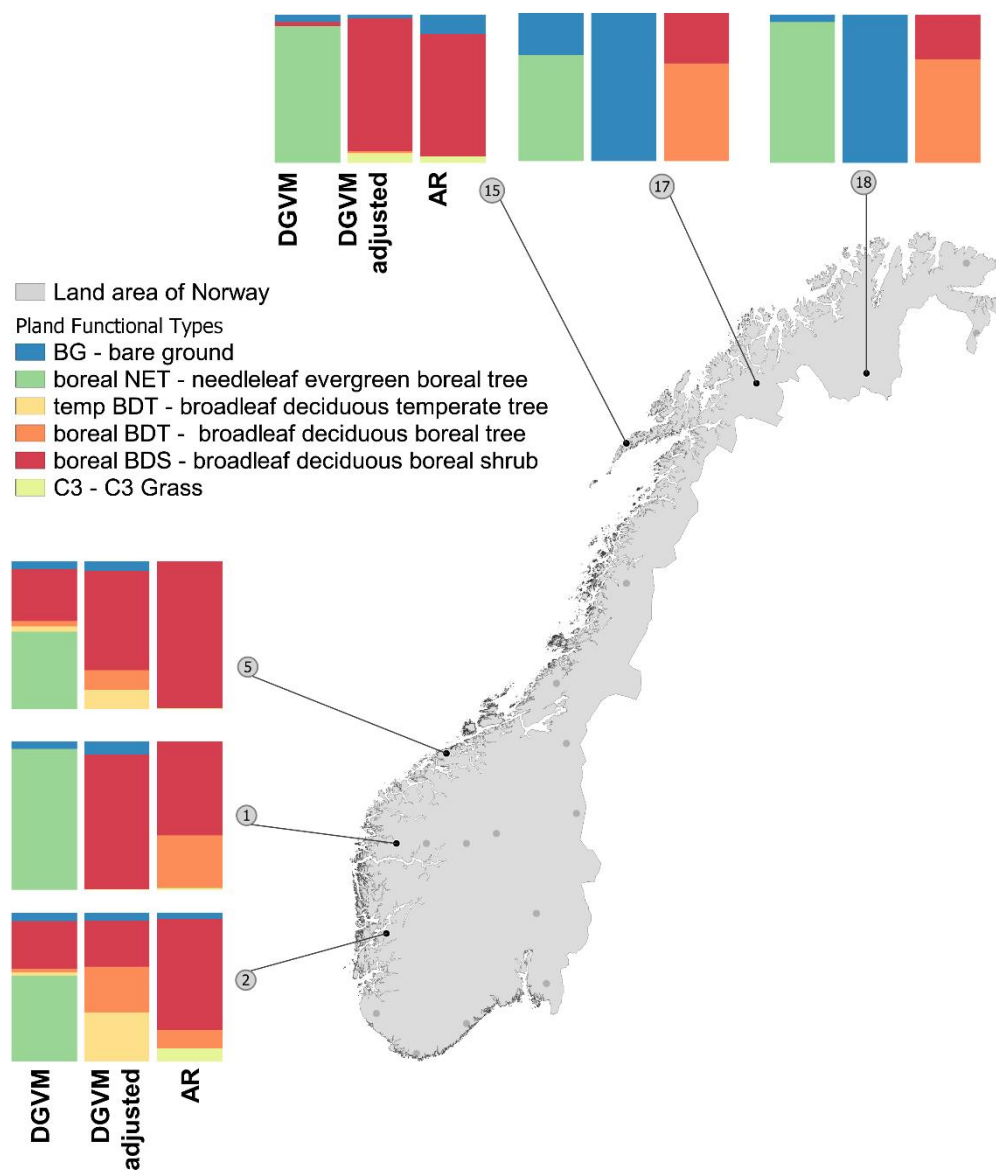 DGVM
DGVM
adjusted
AR
15
17
18
Land area of Norway
Pland Functional Types
BG - bare ground
boreal NET - needleleaf evergreen boreal tree
temp BDT - broadleaf deciduous temperate tree
boreal BDT - broadleaf deciduous boreal tree
boreal BDS - broadleaf deciduous boreal shrub
C3 - C3 Grass
5
1
2
DGVM
DGVM
adjusted
AR